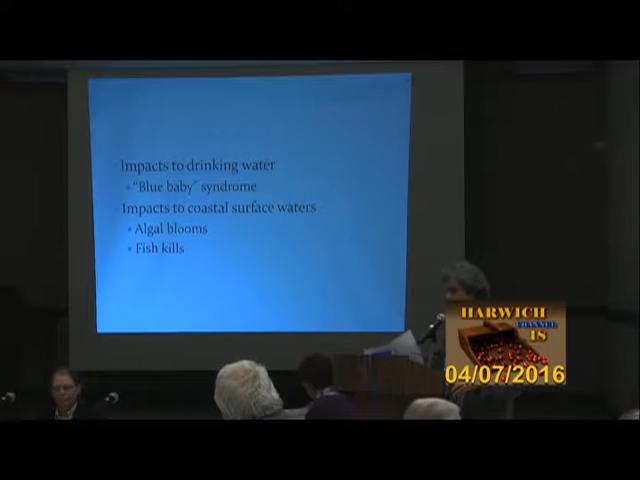 Impacts to drinking water
• "Blue baby" syndrome
Impacts to coastal surface waters
• Algal blooms
• Fish kills
HARWICH
CHANNEL
18
04/07/2016